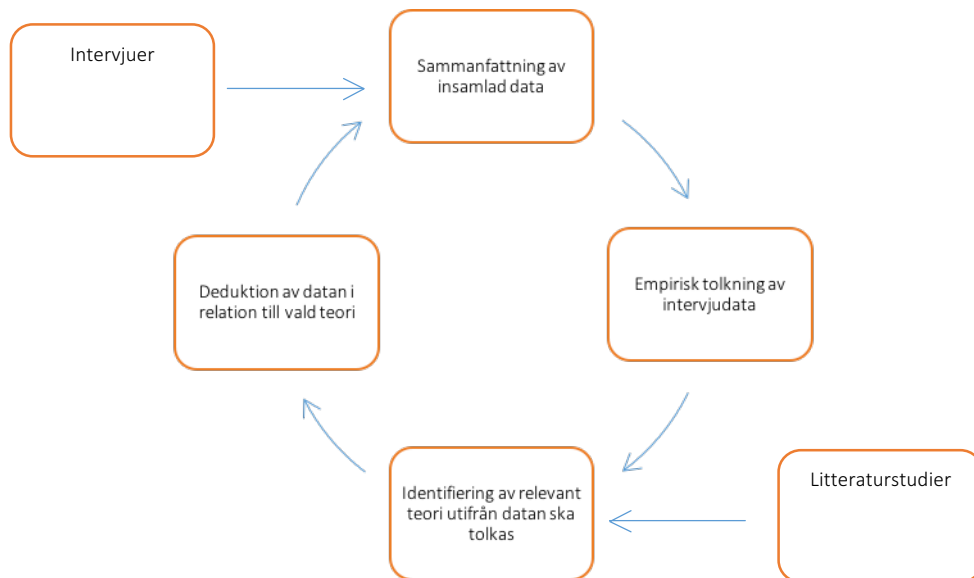 Intervjuer
Sammanfattning av
insamlad data
Deduktion av datan i
relation till vald teori
Empirisk tolkning av
intervjudata
Identifiering av relevant
teori utifrån datan ska
tolkas
Litteraturstudier